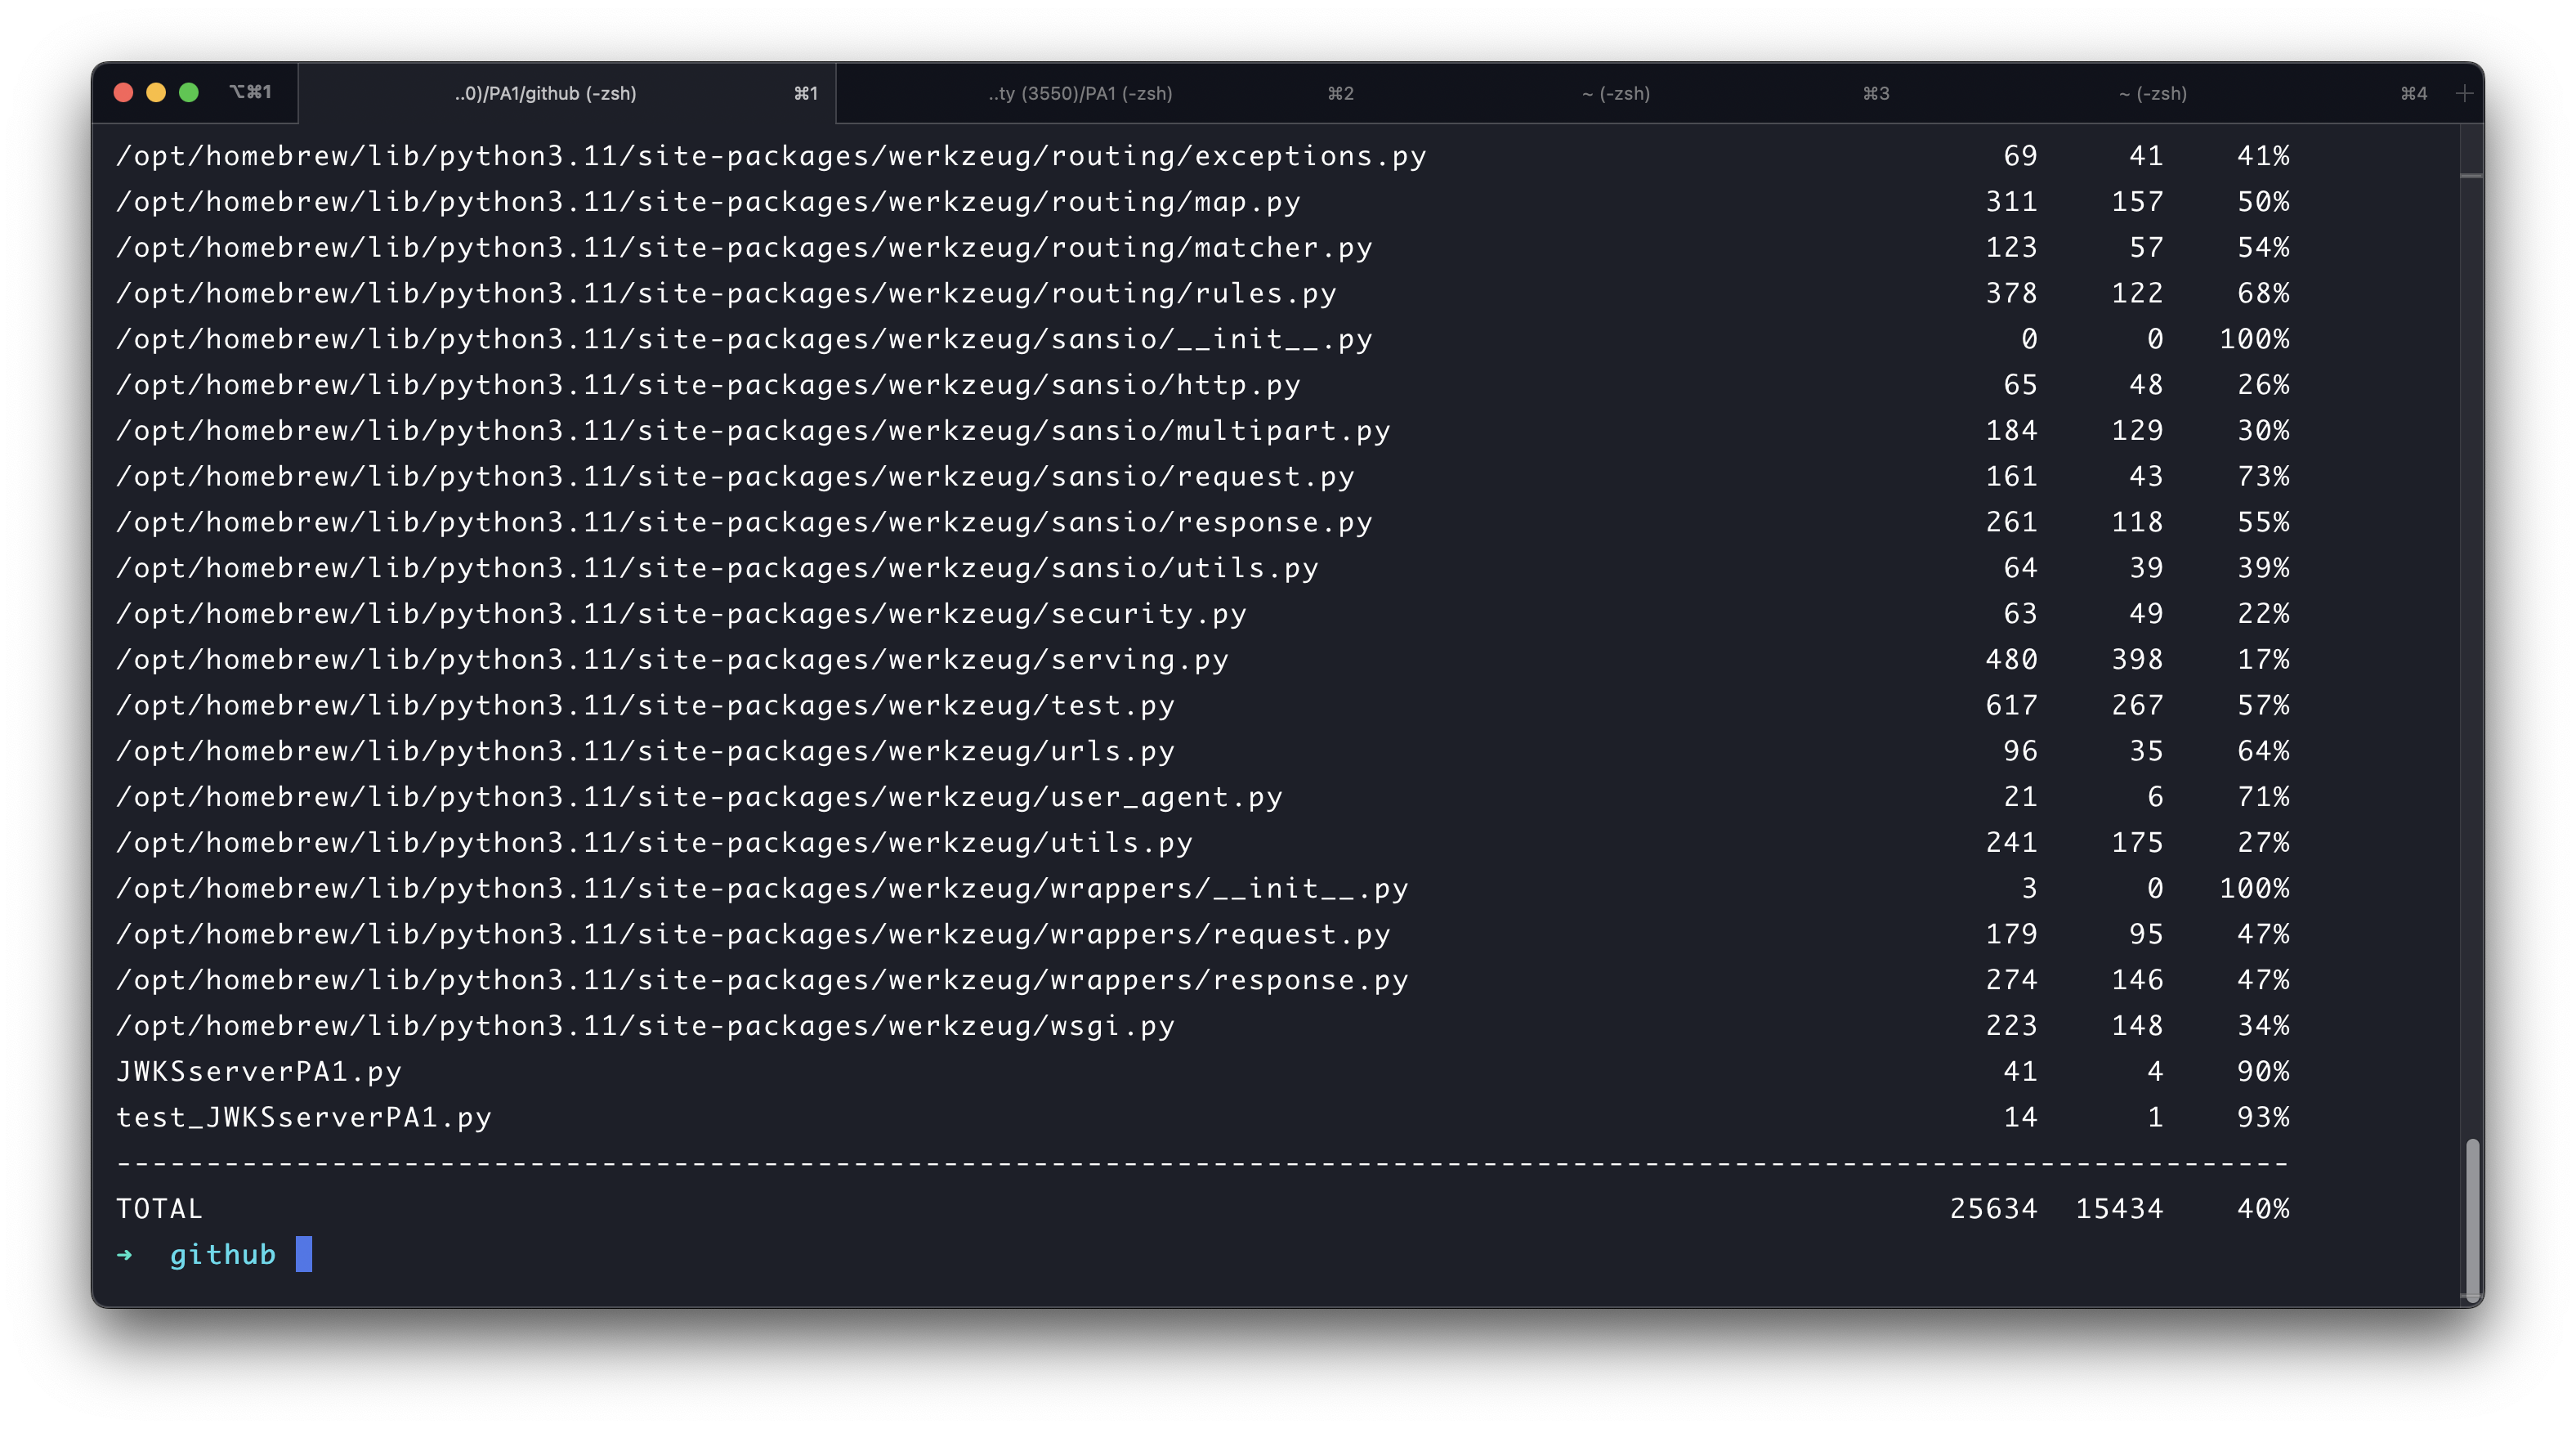 ⌥⌘1 ..0)/PA1/github (-zsh) ⌘1 ..ty (3550)/PA1 (-zsh) ⌘2 ~ (-zsh) ⌘3 ~ (-zsh) ⌘4 +
/opt/homebrew/lib/python3.11/site-packages/werkzeug/routing/exceptions.py 69 41 41%
/opt/homebrew/lib/python3.11/site-packages/werkzeug/routing/map.py 311 157 50%
/opt/homebrew/lib/python3.11/site-packages/werkzeug/routing/matcher.py 123 57 54%
/opt/homebrew/lib/python3.11/site-packages/werkzeug/routing/rules.py 378 122 68%
/opt/homebrew/lib/python3.11/site-packages/werkzeug/sansio/__init__.py 0 0 100%
/opt/homebrew/lib/python3.11/site-packages/werkzeug/sansio/http.py 65 48 26%
/opt/homebrew/lib/python3.11/site-packages/werkzeug/sansio/multipart.py 184 129 30%
/opt/homebrew/lib/python3.11/site-packages/werkzeug/sansio/request.py 161 43 73%
/opt/homebrew/lib/python3.11/site-packages/werkzeug/sansio/response.py 261 118 55%
/opt/homebrew/lib/python3.11/site-packages/werkzeug/sansio/utils.py 64 39 39%
/opt/homebrew/lib/python3.11/site-packages/werkzeug/security.py 63 49 22%
/opt/homebrew/lib/python3.11/site-packages/werkzeug/serving.py 480 398 17%
/opt/homebrew/lib/python3.11/site-packages/werkzeug/test.py 617 267 57%
/opt/homebrew/lib/python3.11/site-packages/werkzeug/urls.py 96 35 64%
/opt/homebrew/lib/python3.11/site-packages/werkzeug/user_agent.py 21 6 71%
/opt/homebrew/lib/python3.11/site-packages/werkzeug/utils.py 241 175 27%
/opt/homebrew/lib/python3.11/site-packages/werkzeug/wrappers/__init__.py 3 0 100%
/opt/homebrew/lib/python3.11/site-packages/werkzeug/wrappers/request.py 179 95 47%
/opt/homebrew/lib/python3.11/site-packages/werkzeug/wrappers/response.py 274 146 47%
/opt/homebrew/lib/python3.11/site-packages/werkzeug/wsgi.py 223 148 34%
JWKSserverPA1.py 41 4 90%
test_JWKSserverPA1.py 14 1 93%
-------------------------------------------------------------------------------------------------------------------------
TOTAL 25634 15434 40%
➜ github